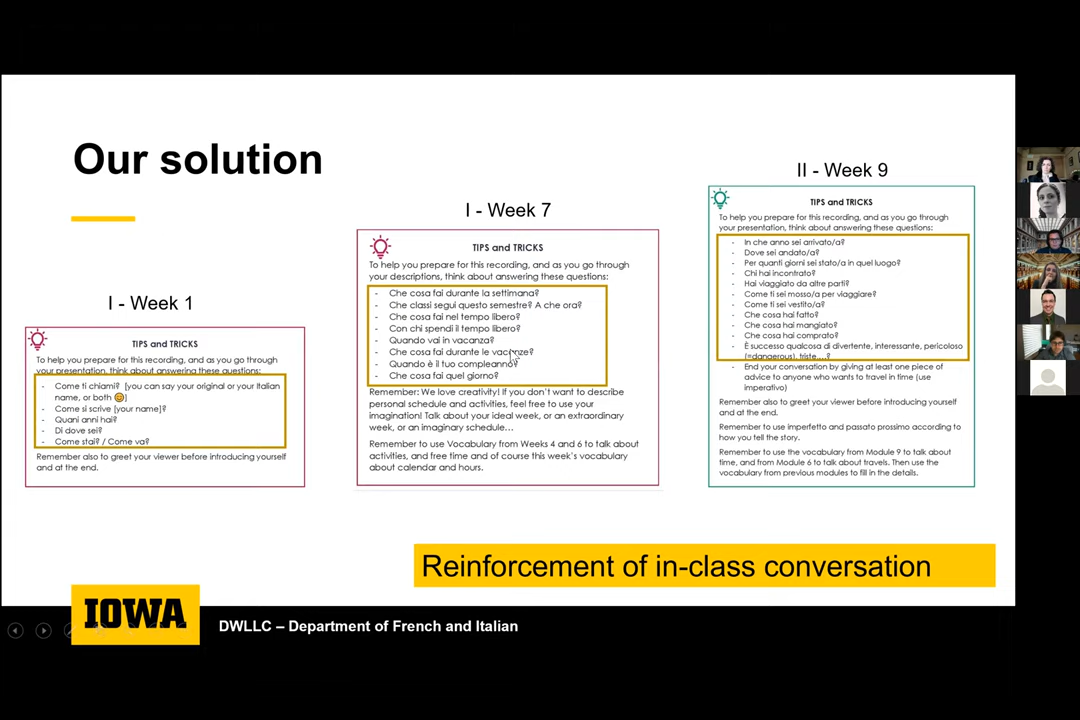 Our solution
I - Week 1
TIPS and TRICKS
To help you prepare for this recording, and as you go through
your presentation, think about answering these questions:
- Come ti chiami? [you can say your original or your Italian
name, or both 😊]
- Come si scrive [your name]?
- Quani anni hai?
- Di dove sei?
- Come stai? / Come va?
Remember also to greet your viewer before introducing yourself
and at the end.
I - Week 7
TIPS and TRICKS
To help you prepare for this recording, and as you go through
your descriptions, think about answering these questions:
- Che cosa fai durante la settimana?
- Che classi segui questo semestre? A che ora?
- Che cosa fai nel tempo libero?
- Con chi spendi il tempo libero?
- Quando vai in vacanza?
- Che cosa fai durante le vacanze?
- Quando è il tuo compleanno?
- Che cosa fai quel giorno?
Remember: We love creativity! If you don't want to describe
personal schedule and activities, feel free to use your
imagination! Talk about your ideal week, or an extraordinary
week, or an imaginary schedule…
Remember to use Vocabulary from Weeks 4 and 6 to talk about
activities, and free time and of course this week's vocabulary
about calendar and hours.
II - Week 9
TIPS and TRICKS
To help you prepare for this recording, and as you go through
your presentation, think about answering these questions:
- In che anno sei arrivato/a?
- Dove sei andato/a?
- Per quanti giorni sei stato/a in quel luogo?
- Chi hai incontrato?
- Hai viaggiato da altre parti?
- Come ti sei mosso/a per viaggiare?
- Come ti sei vestito/a?
- Che cosa hai fatto?
- Che cosa hai mangiato?
- Che cosa hai comprato?
- È successo qualcosa di divertente, interessante, pericoloso
(=dangerous), triste…?
- End your conversation by giving at least one piece of
advice to anyone who wants to travel in time (use
imperativo)
Remember also to greet your viewer before introducing yourself
and at the end.
Remember to use imperfetto and passato prossimo according to
how you tell the story.
Remember to use the vocabulary from Module 9 to talk about
time, and from Module 6 to talk about travels. Then use the
vocabulary from previous modules to fill in the details.
Reinforcement of in-class conversation
IOWA
DWLLC – Department of French and Italian